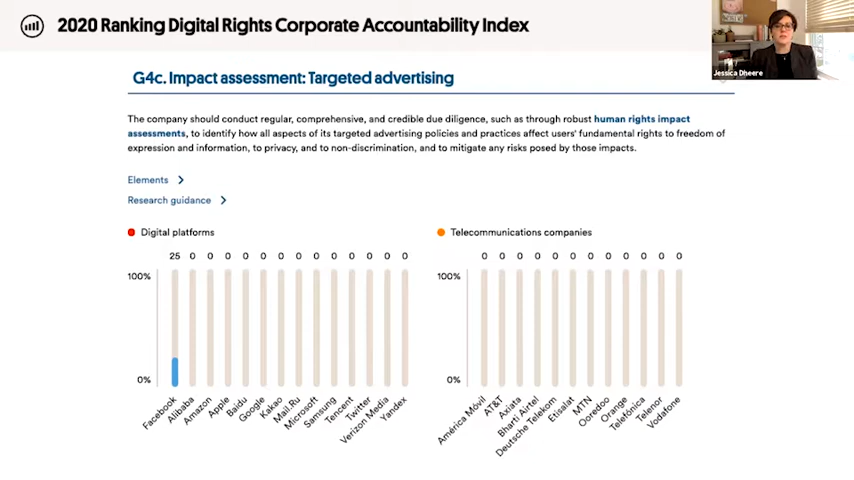 2020 Ranking Digital Rights Corporate Accountability Index
Jessica Dheere
G4c. Impact assessment: Targeted advertising
The company should conduct regular, comprehensive, and credible due diligence, such as through robust human rights impact
assessments, to identify how all aspects of its targeted advertising policies and practices affect users' fundamental rights to freedom of
expression and information, to privacy, and to non-discrimination, and to mitigate any risks posed by those impacts.
Elements
Research guidance
Digital platforms
25 0 0 0 0 0 0 0 0 0 0 0 0 0
100%
0%
Facebook
Alibaba
Amazon
Apple
Baidu
Google
Kakao
Mail.Ru
Microsoft
Samsung
Tencent
Twitter
Verizon Media
Yandex
Telecommunications companies
0 0 0 0 0 0 0 0 0 0 0 0
100%
0%
América Móvil
AT&T
Axiata
Bharti Airtel
Deutsche Telekom
Etisalat
MTN
Ooredoo
Orange
Telefónica
Telenor
Vodafone